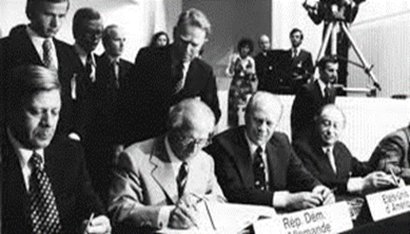 Rép. Dém.
Allemande
Etats-Unis
d'Amérique